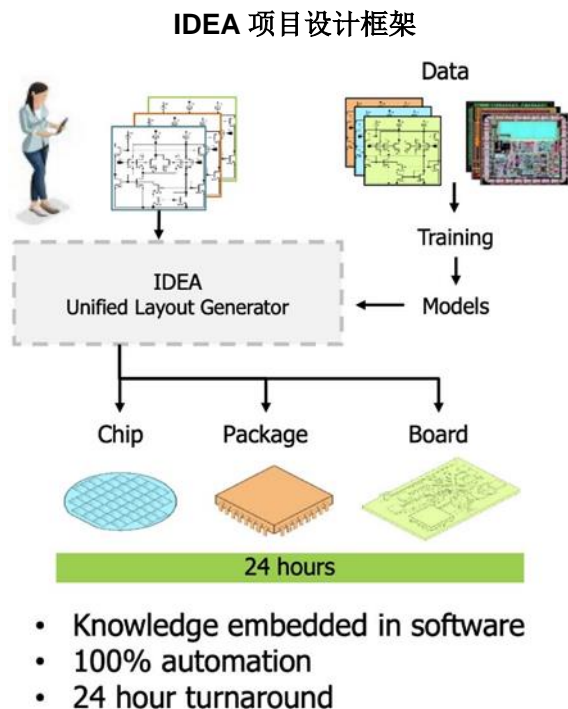 IDEA 项目设计框架
Data
Training
IDEA
Unified Layout Generator
Models
Chip
Package
Board
24 hours
• Knowledge embedded in software
• 100% automation
• 24 hour turnaround